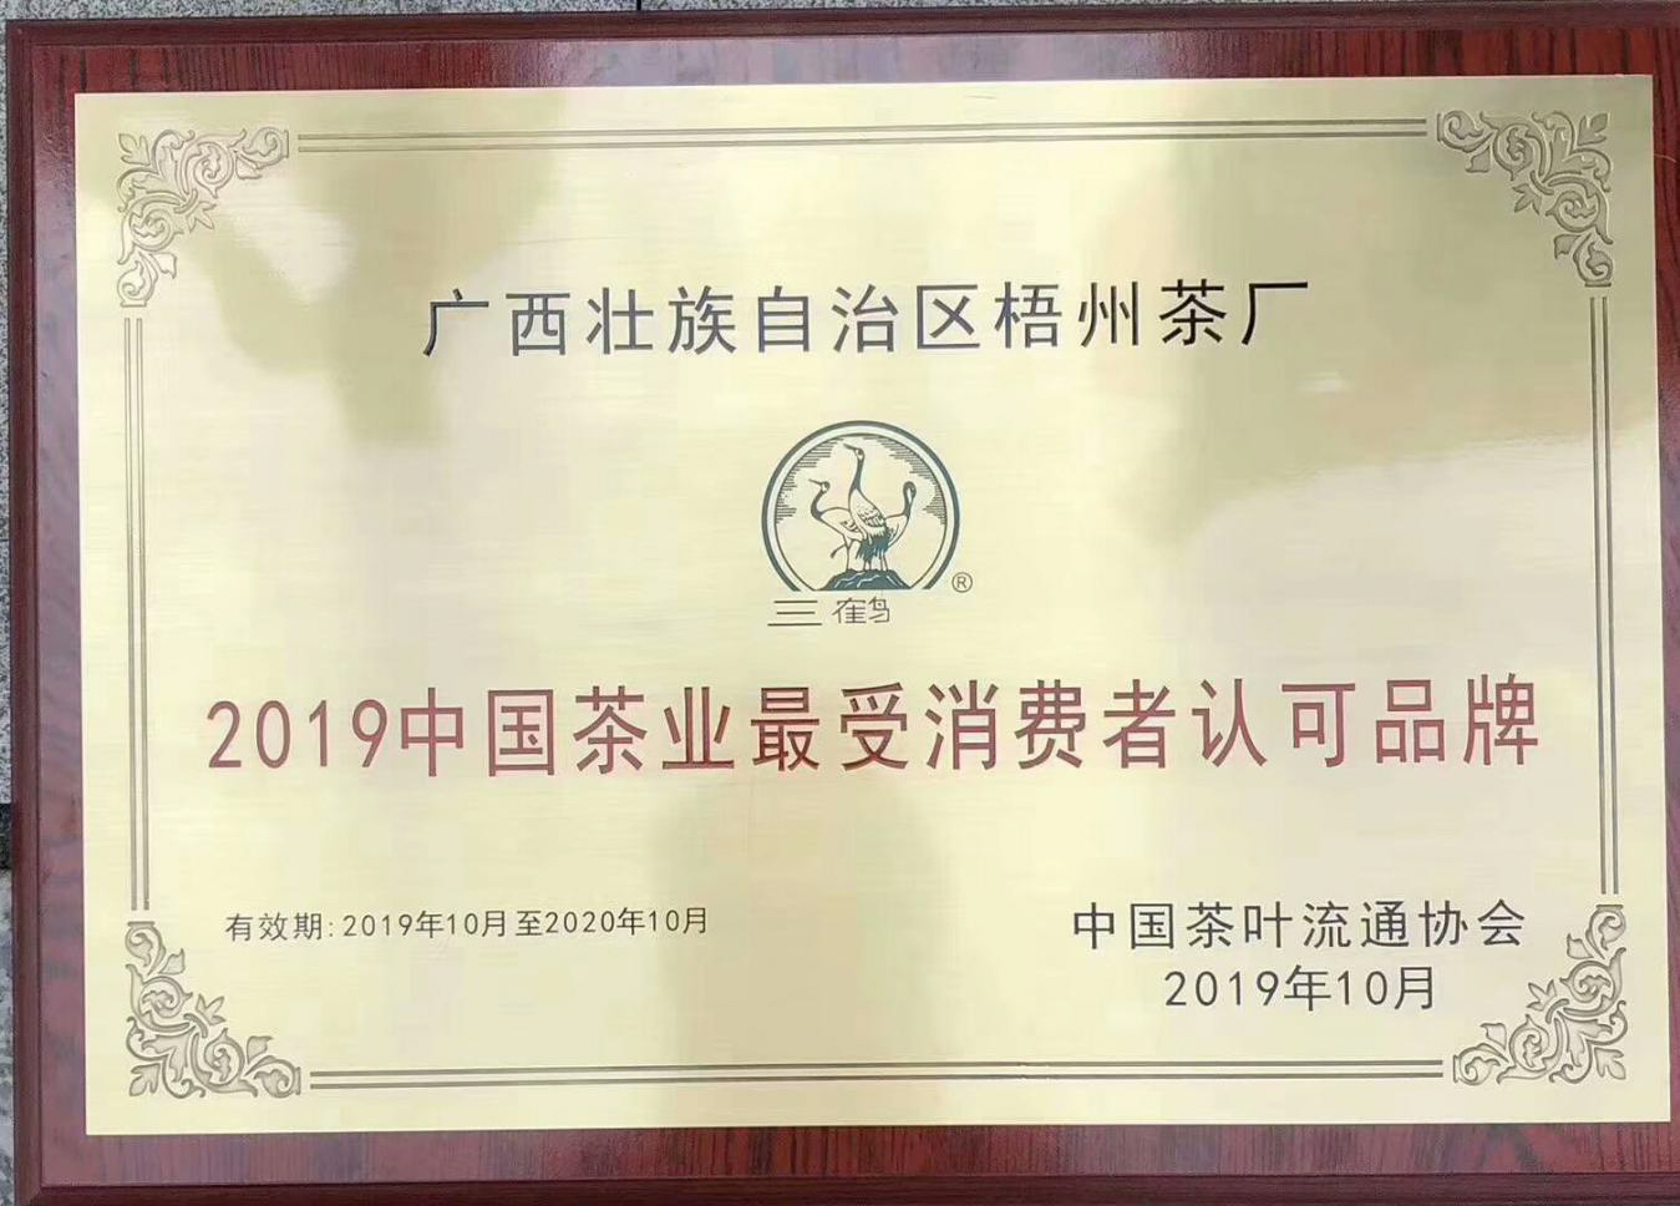 广西壮族自治区梧州茶厂
®
三鹤
2019中国茶业最受消费者认可品牌
有效期:2019年10月至2020年10月
中国茶叶流通协会
2019年10月